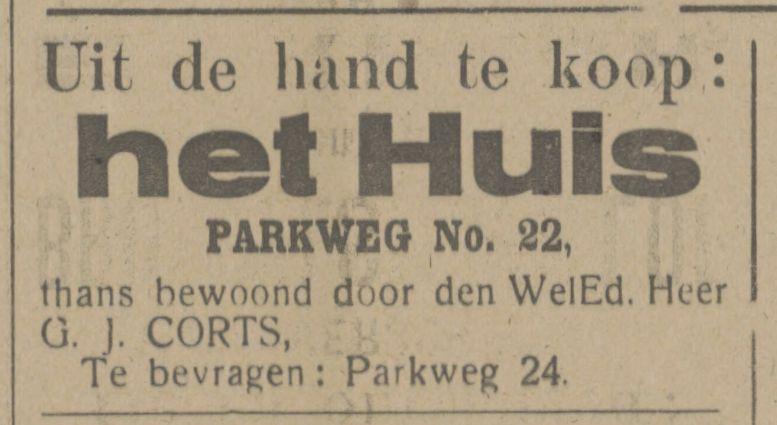 Uit de hand te koop:
het Huis
PARKWEG No. 22,
thans bewoond door den WelEd. Heer
G. J. CORTS,
Te bevragen: Parkweg 24.